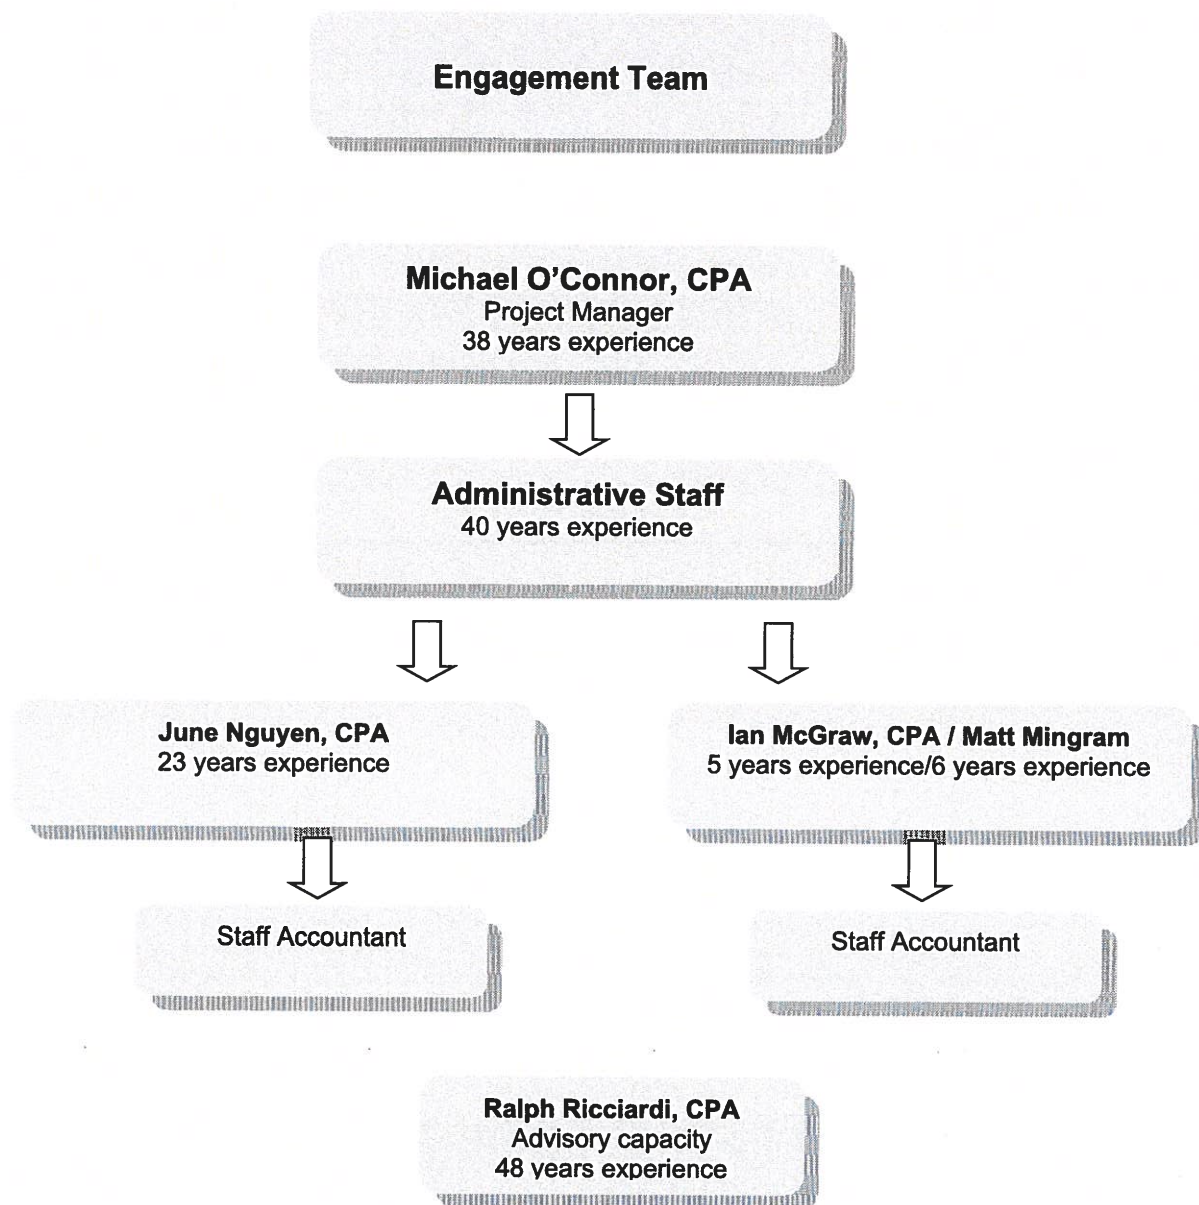 Engagement Team
Michael O’Connor, CPA
Project Manager
38 years experience
Administrative Staff
40 years experience
June Nguyen, CPA
23 years experience
Ian McGraw, CPA / Matt Mingram
5 years experience/6 years experience
Staff Accountant
Staff Accountant
Ralph Ricciardi, CPA
Advisory capacity
48 years experience